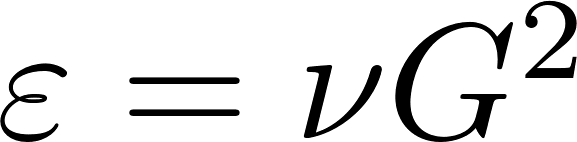 ε = νG²